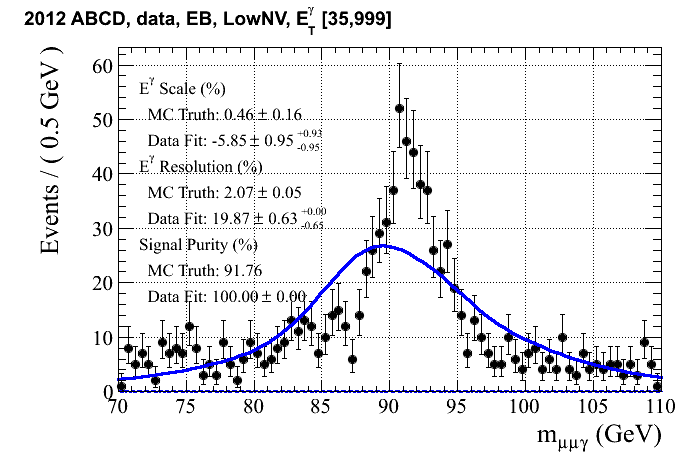 2012 ABCD, data, EB, LowNV, E_T^γ [35,999]
E^γ Scale (%)
MC Truth: 0.46 ± 0.16
Data Fit: -5.85 ± 0.95 +0.93 -0.95
E^γ Resolution (%)
MC Truth: 2.07 ± 0.05
Data Fit: 19.87 ± 0.63 +0.00 -0.65
Signal Purity (%)
MC Truth: 91.76
Data Fit: 100.00 ± 0.00
Events / ( 0.5 GeV )
60
50
40
30
20
10
0
70 75 80 85 90 95 100 105 110
m_μμγ (GeV)